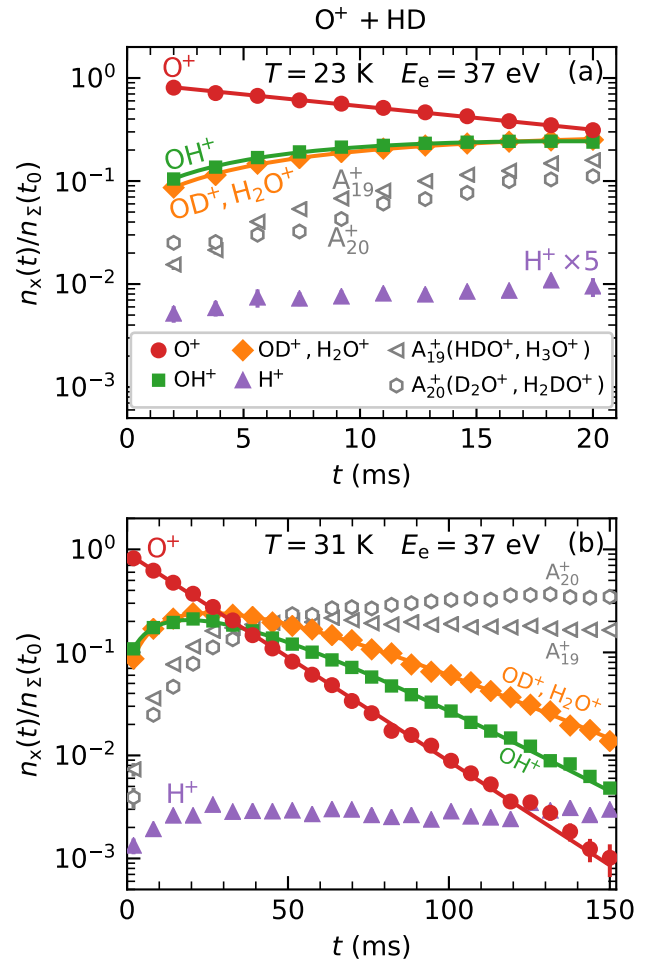 O⁺ + HD
O⁺
T = 23 K   Eₑ = 37 eV   (a)
10⁰
OH⁺
OD⁺, H₂O⁺
A₁₉⁺
A₂₀⁺
10⁻¹
H⁺ ×5
10⁻²
O⁺   OD⁺, H₂O⁺   A₁₉⁺(HDO⁺, H₃O⁺)
OH⁺   H⁺   A₂₀⁺(D₂O⁺, H₂DO⁺)
10⁻³
nₓ(t)/n_Σ(t₀)
0   5   10   15   20
t (ms)
O⁺
T = 31 K   Eₑ = 37 eV   (b)
10⁰
A₂₀⁺
A₁₉⁺
10⁻¹
OD⁺, H₂O⁺
OH⁺
10⁻²
H⁺
10⁻³
nₓ(t)/n_Σ(t₀)
0   50   100   150
t (ms)